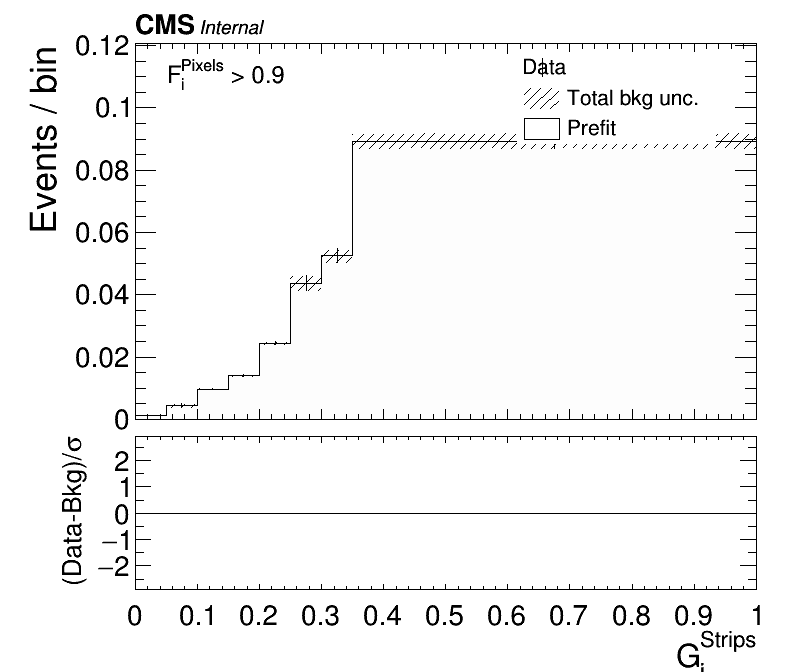 CMS Internal
0.12
F_i^Pixels > 0.9
Data
Total bkg unc.
Prefit
Events / bin
0.1
0.08
0.06
0.04
0.02
0
(Data-Bkg)/σ
2
1
0
−1
−2
0 0.1 0.2 0.3 0.4 0.5 0.6 0.7 0.8 0.9 1
G_i^Strips